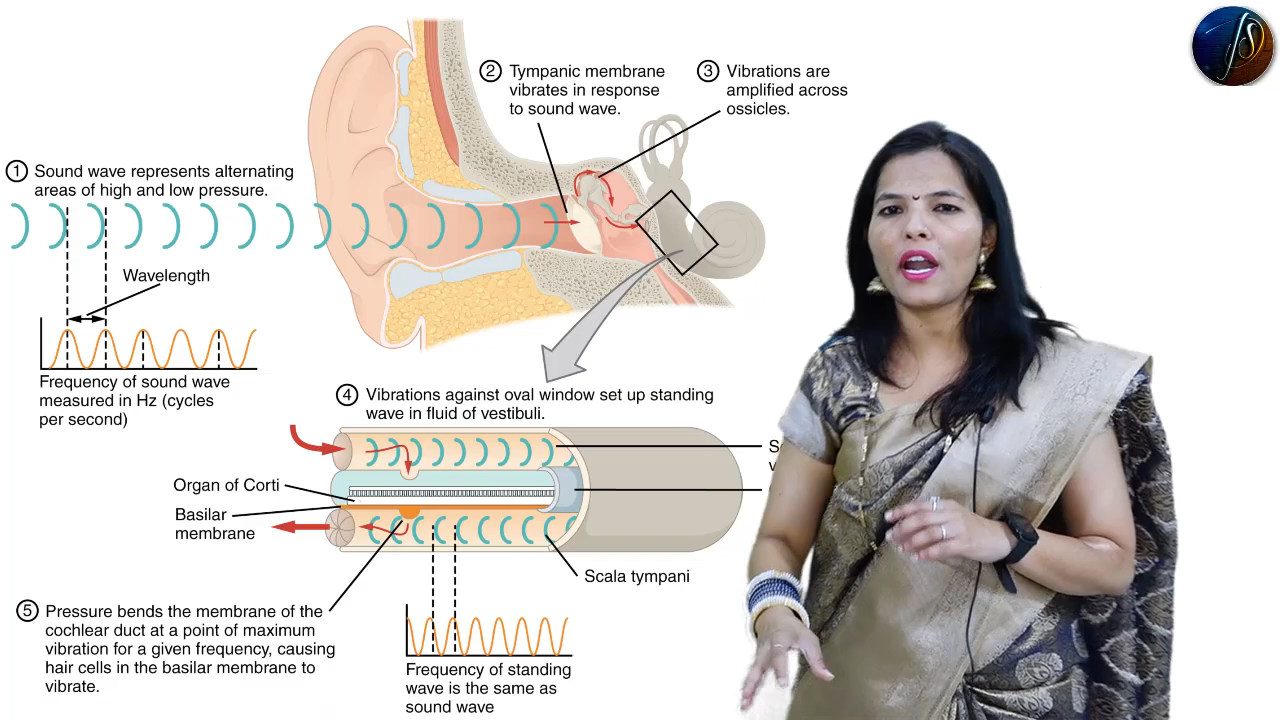 1 Sound wave represents alternating
areas of high and low pressure.
Wavelength
Frequency of sound wave
measured in Hz (cycles
per second)
2 Tympanic membrane
vibrates in response
to sound wave.
3 Vibrations are
amplified across
ossicles.
4 Vibrations against oval window set up standing
wave in fluid of vestibuli.
Organ of Corti
Basilar
membrane
Scala tympani
5 Pressure bends the membrane of the
cochlear duct at a point of maximum
vibration for a given frequency, causing
hair cells in the basilar membrane to
vibrate.
Frequency of standing
wave is the same as
sound wave